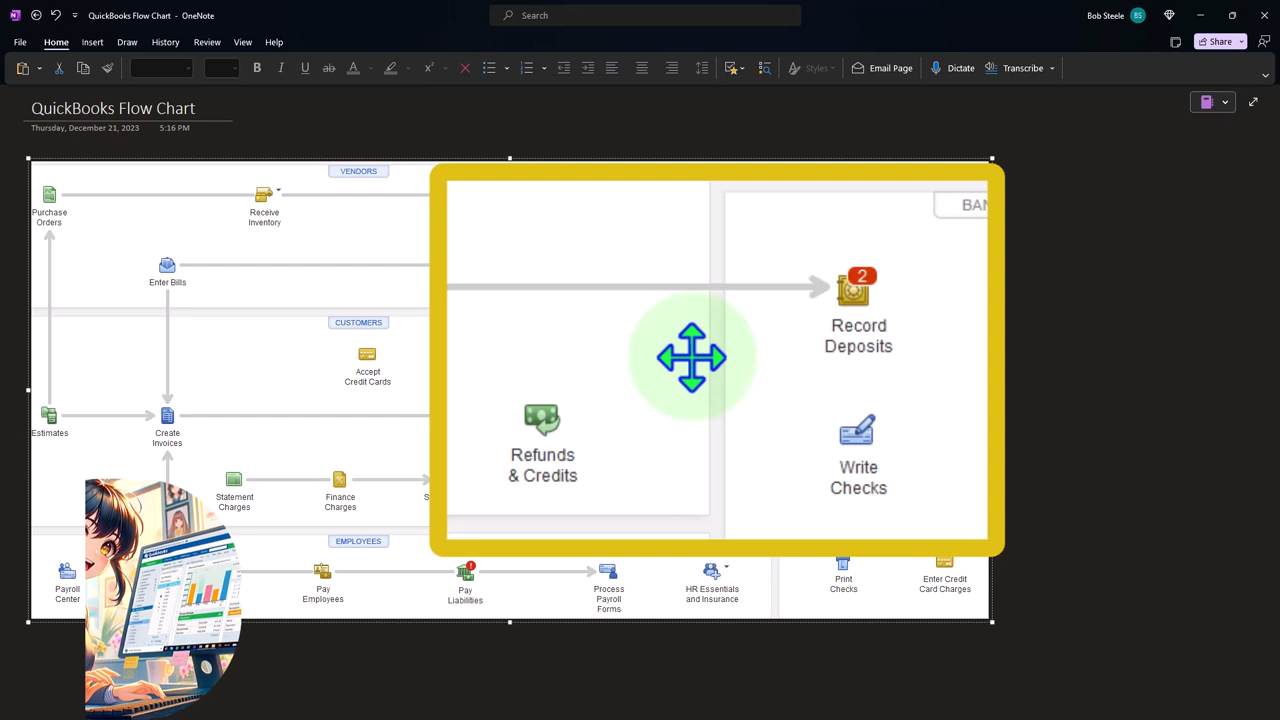 QuickBooks Flow Chart - OneNote
Search
Bob Steele
BS
File Home Insert Draw History Review View Help
Share
Email Page
Dictate
Transcribe
Styles
QuickBooks Flow Chart
Thursday, December 21, 2023 5:16 PM
VENDORS
Purchase
Orders
Receive
Inventory
Enter Bills
CUSTOMERS
Accept
Credit Cards
Estimates
Create
Invoices
Statement
Charges
Finance
Charges
S
BAN
2
Record
Deposits
Refunds
& Credits
Write
Checks
EMPLOYEES
Payroll
Center
Pay
Employees
Pay
Liabilities
Process
Payroll
Forms
HR Essentials
and Insurance
Print
Checks
Enter Credit
Card Charges